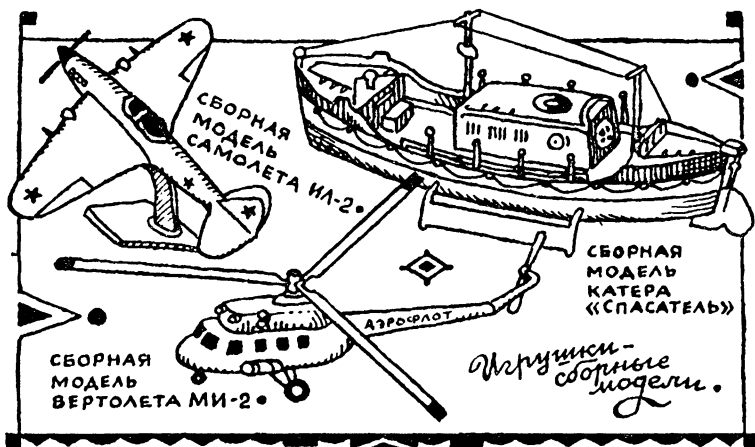 СБОРНАЯ
МОДЕЛЬ
САМОЛЕТА ИЛ-2.
СБОРНАЯ
МОДЕЛЬ
КАТЕРА
«СПАСАТЕЛЬ»
АЭРОФЛОТ
СБОРНАЯ
МОДЕЛЬ
ВЕРТОЛЕТА МИ-2.
Игрушки-
сборные
модели.